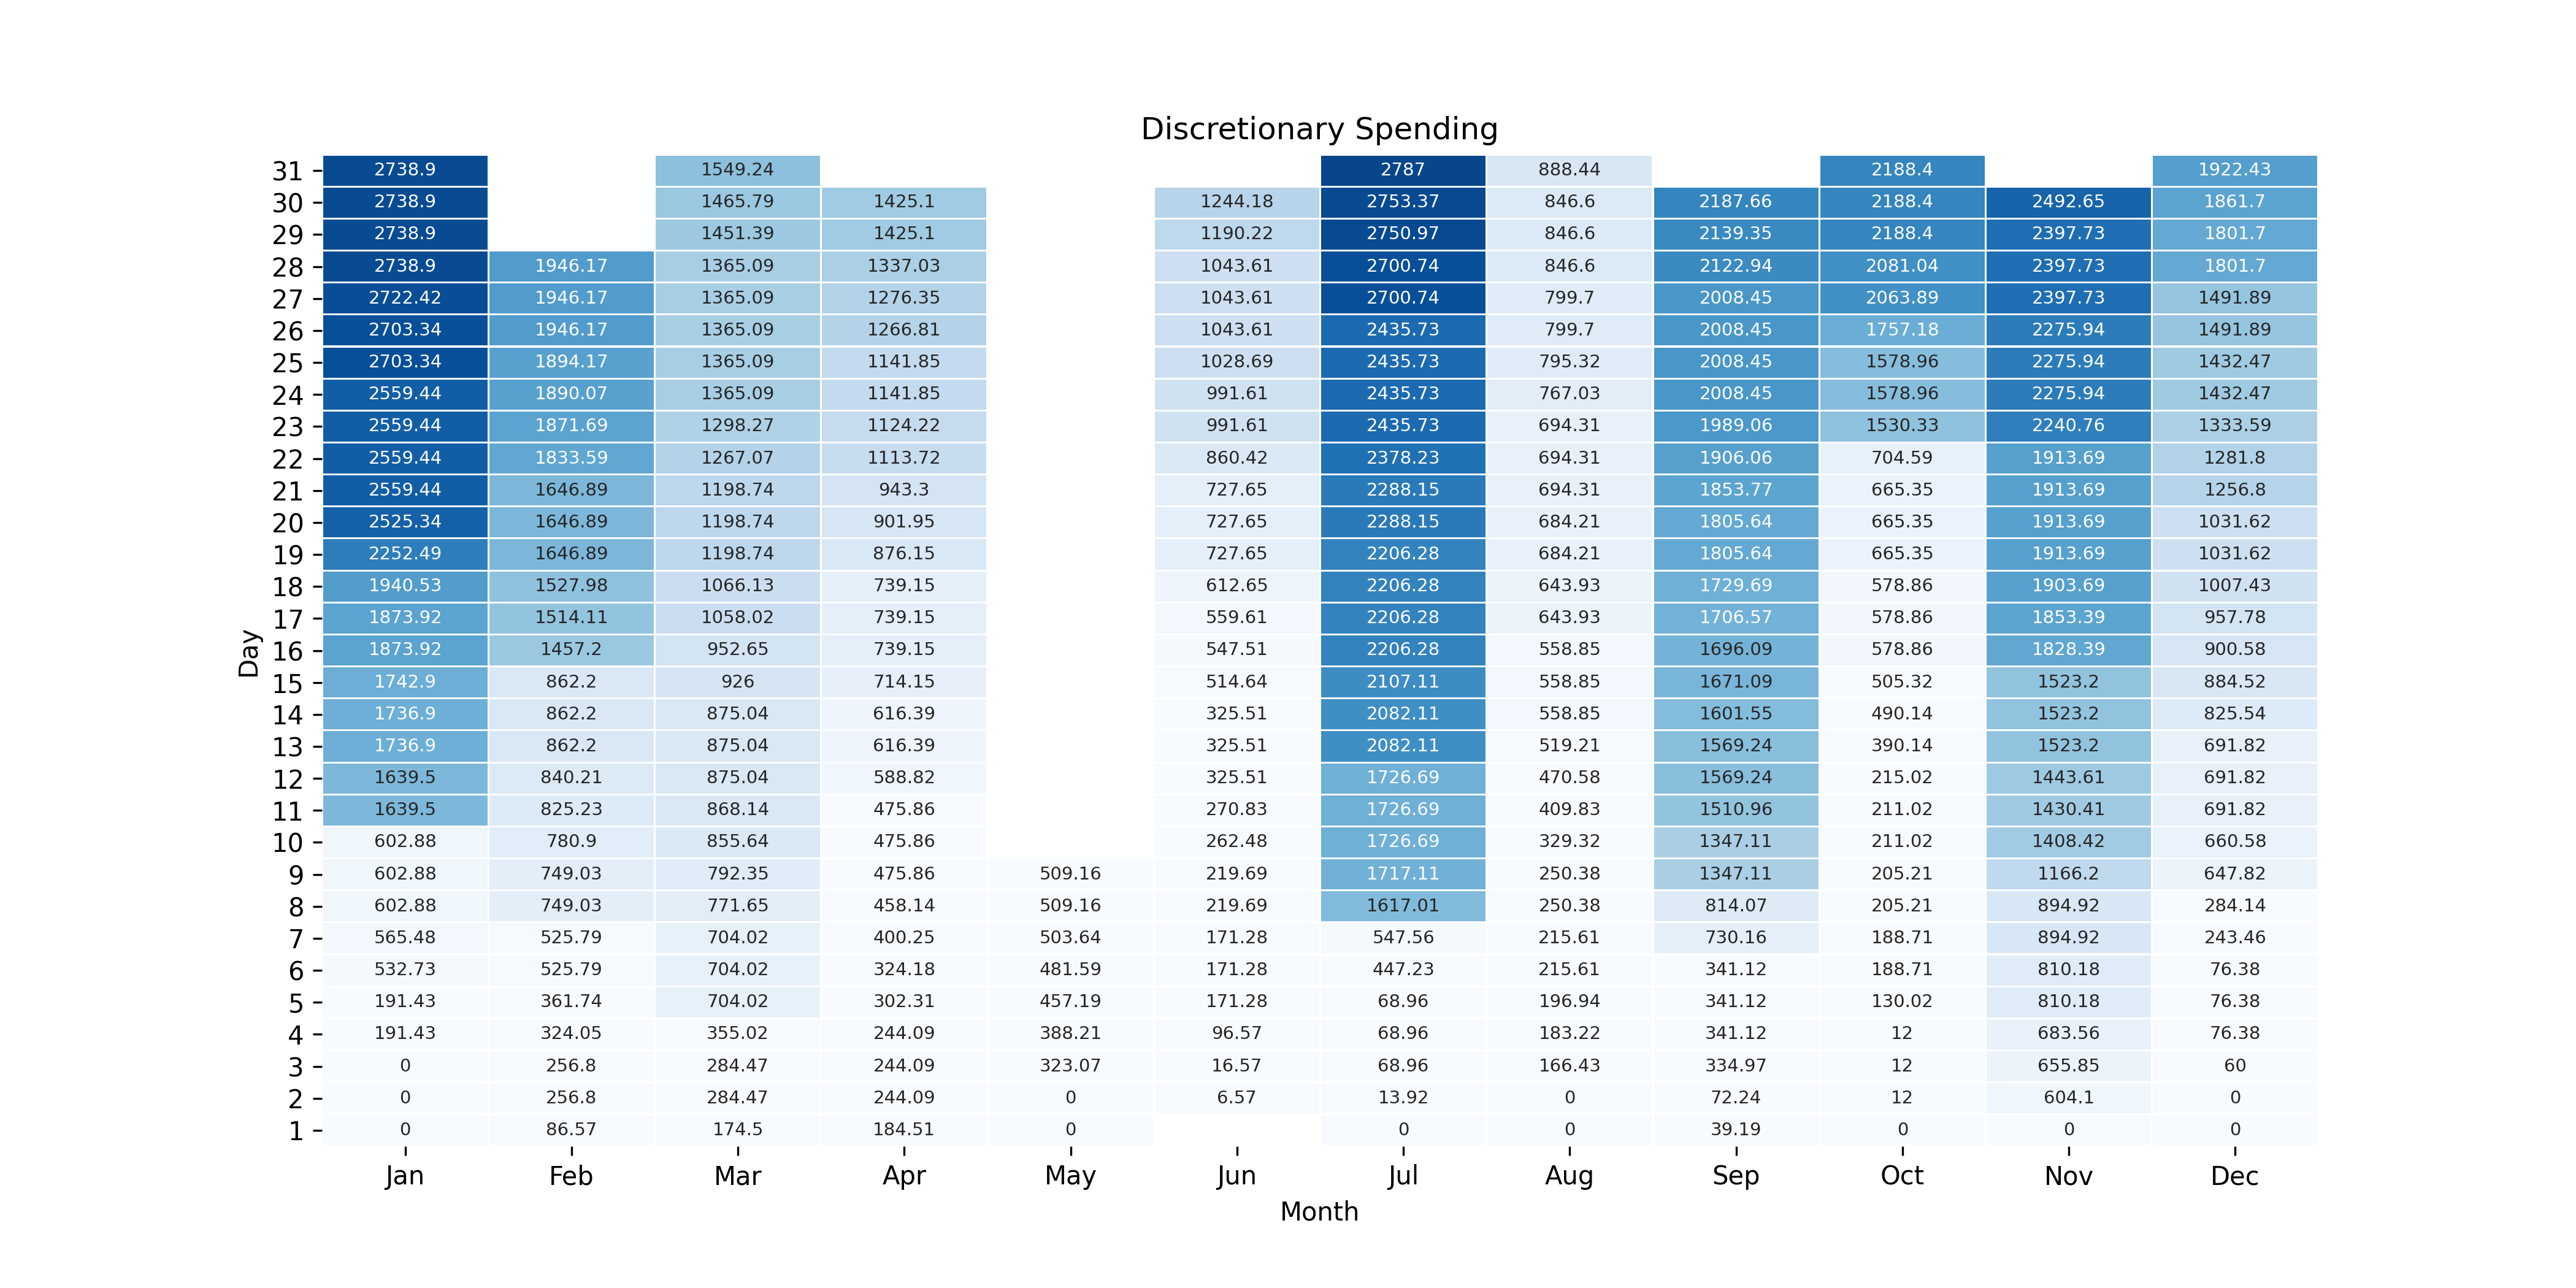 Discretionary Spending
31 2738.9 1549.24 2787 888.44 2188.4 1922.43
30 2738.9 1465.79 1425.1 1244.18 2753.37 846.6 2187.66 2188.4 2492.65 1861.7
29 2738.9 1451.39 1425.1 1190.22 2750.97 846.6 2139.35 2188.4 2397.73 1801.7
28 2738.9 1946.17 1365.09 1337.03 1043.61 2700.74 846.6 2122.94 2081.04 2397.73 1801.7
27 2722.42 1946.17 1365.09 1276.35 1043.61 2700.74 799.7 2008.45 2063.89 2397.73 1491.89
26 2703.34 1946.17 1365.09 1266.81 1043.61 2435.73 799.7 2008.45 1757.18 2275.94 1491.89
25 2703.34 1894.17 1365.09 1141.85 1028.69 2435.73 795.32 2008.45 1578.96 2275.94 1432.47
24 2559.44 1890.07 1365.09 1141.85 991.61 2435.73 767.03 2008.45 1578.96 2275.94 1432.47
23 2559.44 1871.69 1298.27 1124.22 991.61 2435.73 694.31 1989.06 1530.33 2240.76 1333.59
22 2559.44 1833.59 1267.07 1113.72 860.42 2378.23 694.31 1906.06 704.59 1913.69 1281.8
21 2559.44 1646.89 1198.74 943.3 727.65 2288.15 694.31 1853.77 665.35 1913.69 1256.8
20 2525.34 1646.89 1198.74 901.95 727.65 2288.15 684.21 1805.64 665.35 1913.69 1031.62
19 2252.49 1646.89 1198.74 876.15 727.65 2206.28 684.21 1805.64 665.35 1913.69 1031.62
18 1940.53 1527.98 1066.13 739.15 612.65 2206.28 643.93 1729.69 578.86 1903.69 1007.43
17 1873.92 1514.11 1058.02 739.15 559.61 2206.28 643.93 1706.57 578.86 1853.39 957.78
16 1873.92 1457.2 952.65 739.15 547.51 2206.28 558.85 1696.09 578.86 1828.39 900.58
15 1742.9 862.2 926 714.15 514.64 2107.11 558.85 1671.09 505.32 1523.2 884.52
14 1736.9 862.2 875.04 616.39 325.51 2082.11 558.85 1601.55 490.14 1523.2 825.54
13 1736.9 862.2 875.04 616.39 325.51 2082.11 519.21 1569.24 390.14 1523.2 691.82
12 1639.5 840.21 875.04 588.82 325.51 1726.69 470.58 1569.24 215.02 1443.61 691.82
11 1639.5 825.23 868.14 475.86 270.83 1726.69 409.83 1510.96 211.02 1430.41 691.82
10 602.88 780.9 855.64 475.86 262.48 1726.69 329.32 1347.11 211.02 1408.42 660.58
9 602.88 749.03 792.35 475.86 509.16 219.69 1717.11 250.38 1347.11 205.21 1166.2 647.82
8 602.88 749.03 771.65 458.14 509.16 219.69 1617.01 250.38 814.07 205.21 894.92 284.14
7 565.48 525.79 704.02 400.25 503.64 171.28 547.56 215.61 730.16 188.71 894.92 243.46
6 532.73 525.79 704.02 324.18 481.59 171.28 447.23 215.61 341.12 188.71 810.18 76.38
5 191.43 361.74 704.02 302.31 457.19 171.28 68.96 196.94 341.12 130.02 810.18 76.38
4 191.43 324.05 355.02 244.09 388.21 96.57 68.96 183.22 341.12 12 683.56 76.38
3 0 256.8 284.47 244.09 323.07 16.57 68.96 166.43 334.97 12 655.85 60
2 0 256.8 284.47 244.09 0 6.57 13.92 0 72.24 12 604.1 0
1 0 86.57 174.5 184.51 0 0 0 39.19 0 0 0
Jan Feb Mar Apr May Jun Jul Aug Sep Oct Nov Dec
Month
Day